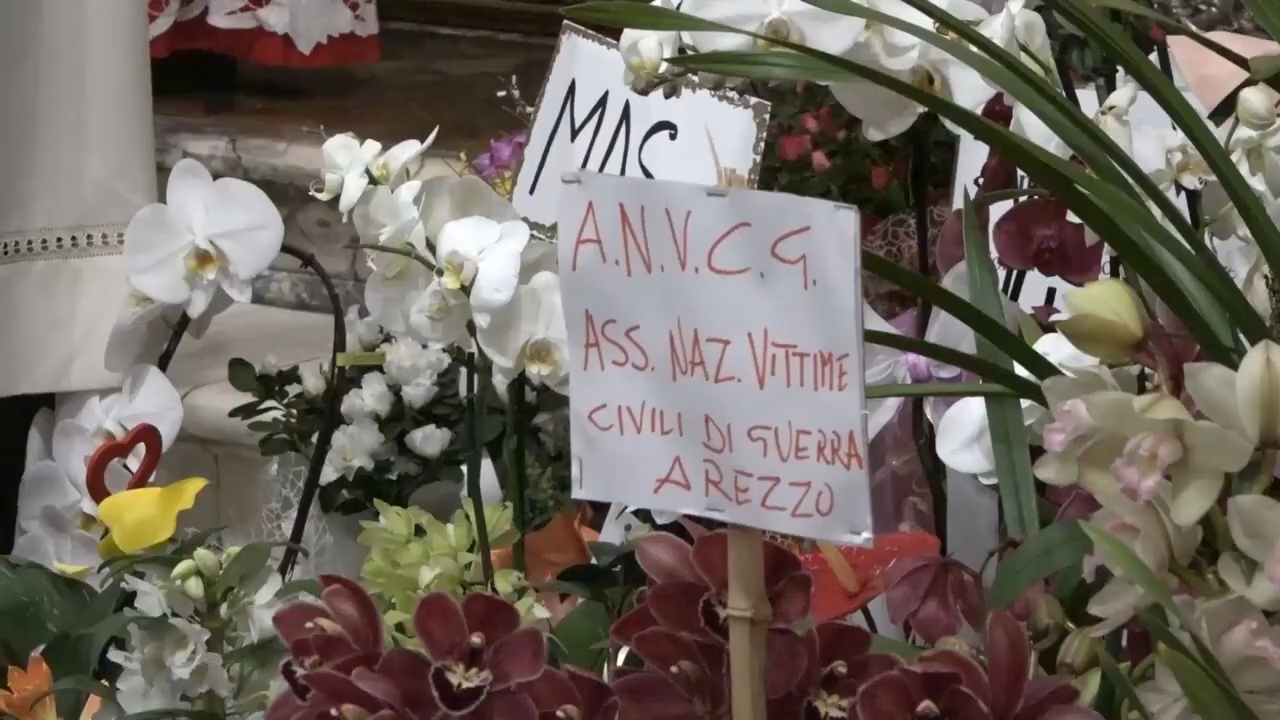 MAS
A.N.V.C.G.
ASS. NAZ. VITTIME
CIVILI DI GUERRA
AREZZO